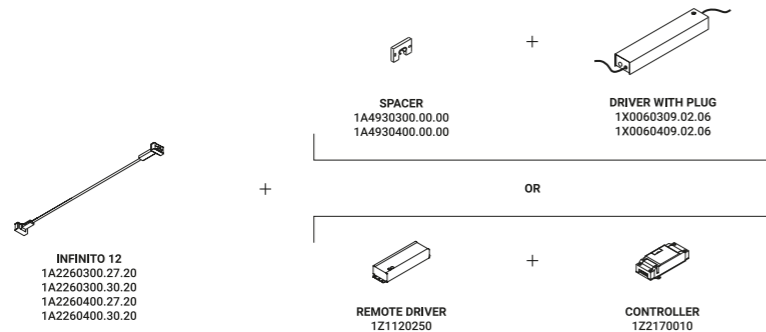 +
SPACER
1A4930300.00.00
1A4930400.00.00
DRIVER WITH PLUG
1X0060309.02.06
1X0060409.02.06
+
OR
INFINITO 12
1A2260300.27.20
1A2260300.30.20
1A2260400.27.20
1A2260400.30.20
+
REMOTE DRIVER
1Z1120250
CONTROLLER
1Z2170010